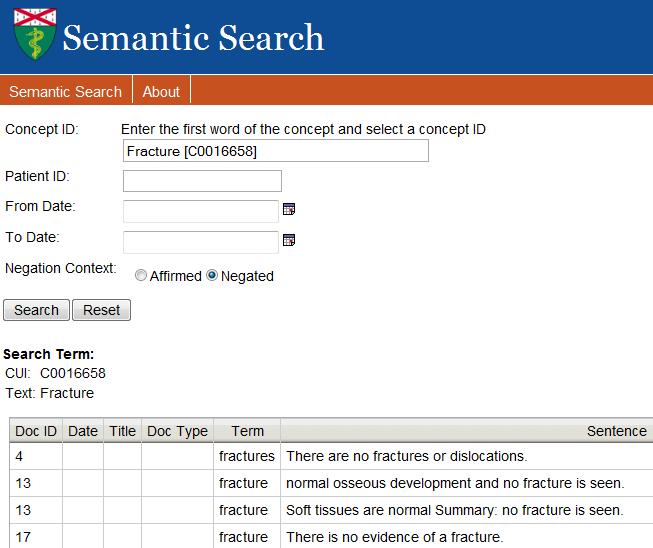 Semantic Search
Semantic Search About
Concept ID: Enter the first word of the concept and select a concept ID
Fracture [C0016658]
Patient ID:
From Date:
To Date:
Negation Context: Affirmed Negated
Search Reset
Search Term:
CUI: C0016658
Text: Fracture
Doc ID Date Title Doc Type Term Sentence
4 fractures There are no fractures or dislocations.
13 fracture normal osseous development and no fracture is seen.
13 fracture Soft tissues are normal Summary: no fracture is seen.
17 fracture There is no evidence of a fracture.